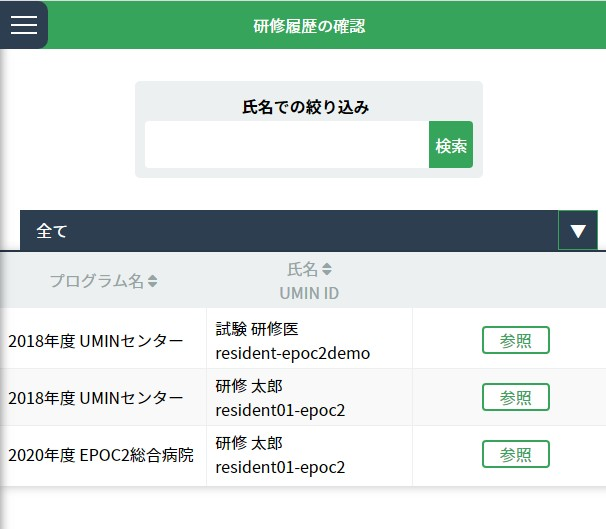 研修履歴の確認
氏名での絞り込み
検索
全て ▼
プログラム名 氏名
UMIN ID
2018年度 UMINセンター 試験 研修医
resident-epoc2demo 参照
2018年度 UMINセンター 研修 太郎
resident01-epoc2 参照
2020年度 EPOC2総合病院 研修 太郎
resident01-epoc2 参照